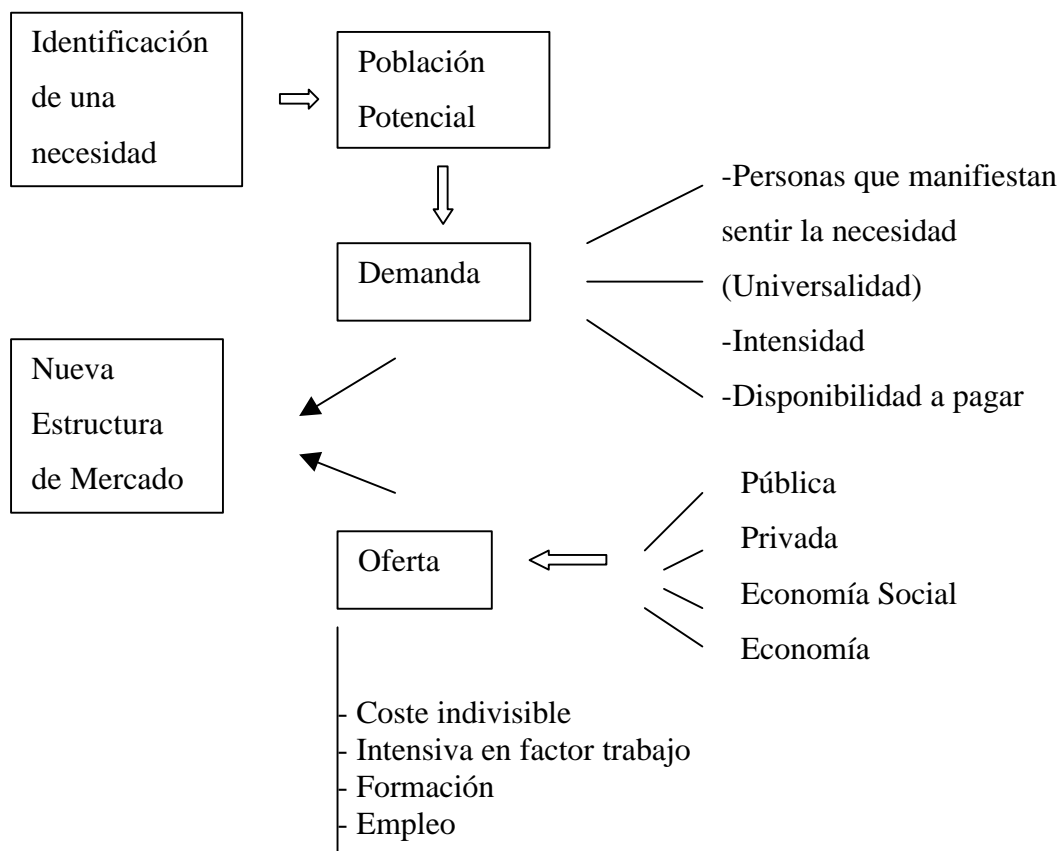 Identificación
de una
necesidad
Población
Potencial
-Personas que manifiestan
sentir la necesidad
(Universalidad)
-Intensidad
-Disponibilidad a pagar
Demanda
Nueva
Estructura
de Mercado
Pública
Privada
Economía Social
Economía
Oferta
- Coste indivisible
- Intensiva en factor trabajo
- Formación
- Empleo